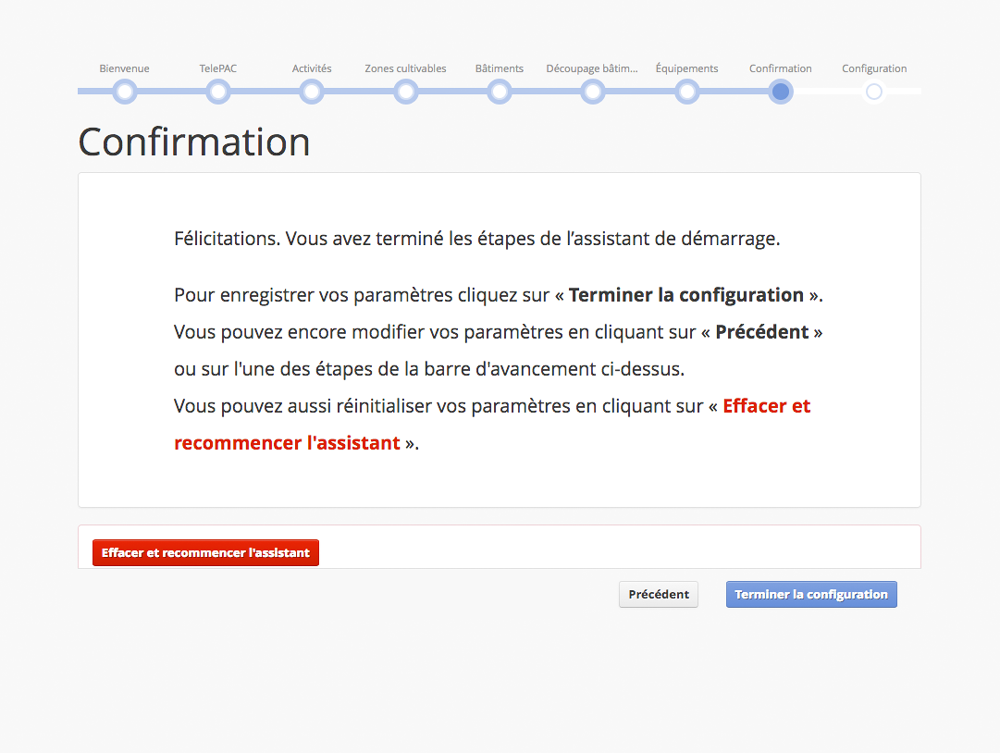 Bienvenue TelePAC Activités Zones cultivables Bâtiments Découpage bâtim... Équipements Confirmation Configuration
Confirmation
Félicitations. Vous avez terminé les étapes de l’assistant de démarrage.
Pour enregistrer vos paramètres cliquez sur « Terminer la configuration ».
Vous pouvez encore modifier vos paramètres en cliquant sur « Précédent »
ou sur l'une des étapes de la barre d'avancement ci-dessus.
Vous pouvez aussi réinitialiser vos paramètres en cliquant sur « Effacer et
recommencer l'assistant ».
Effacer et recommencer l'assistant
Précédent Terminer la configuration